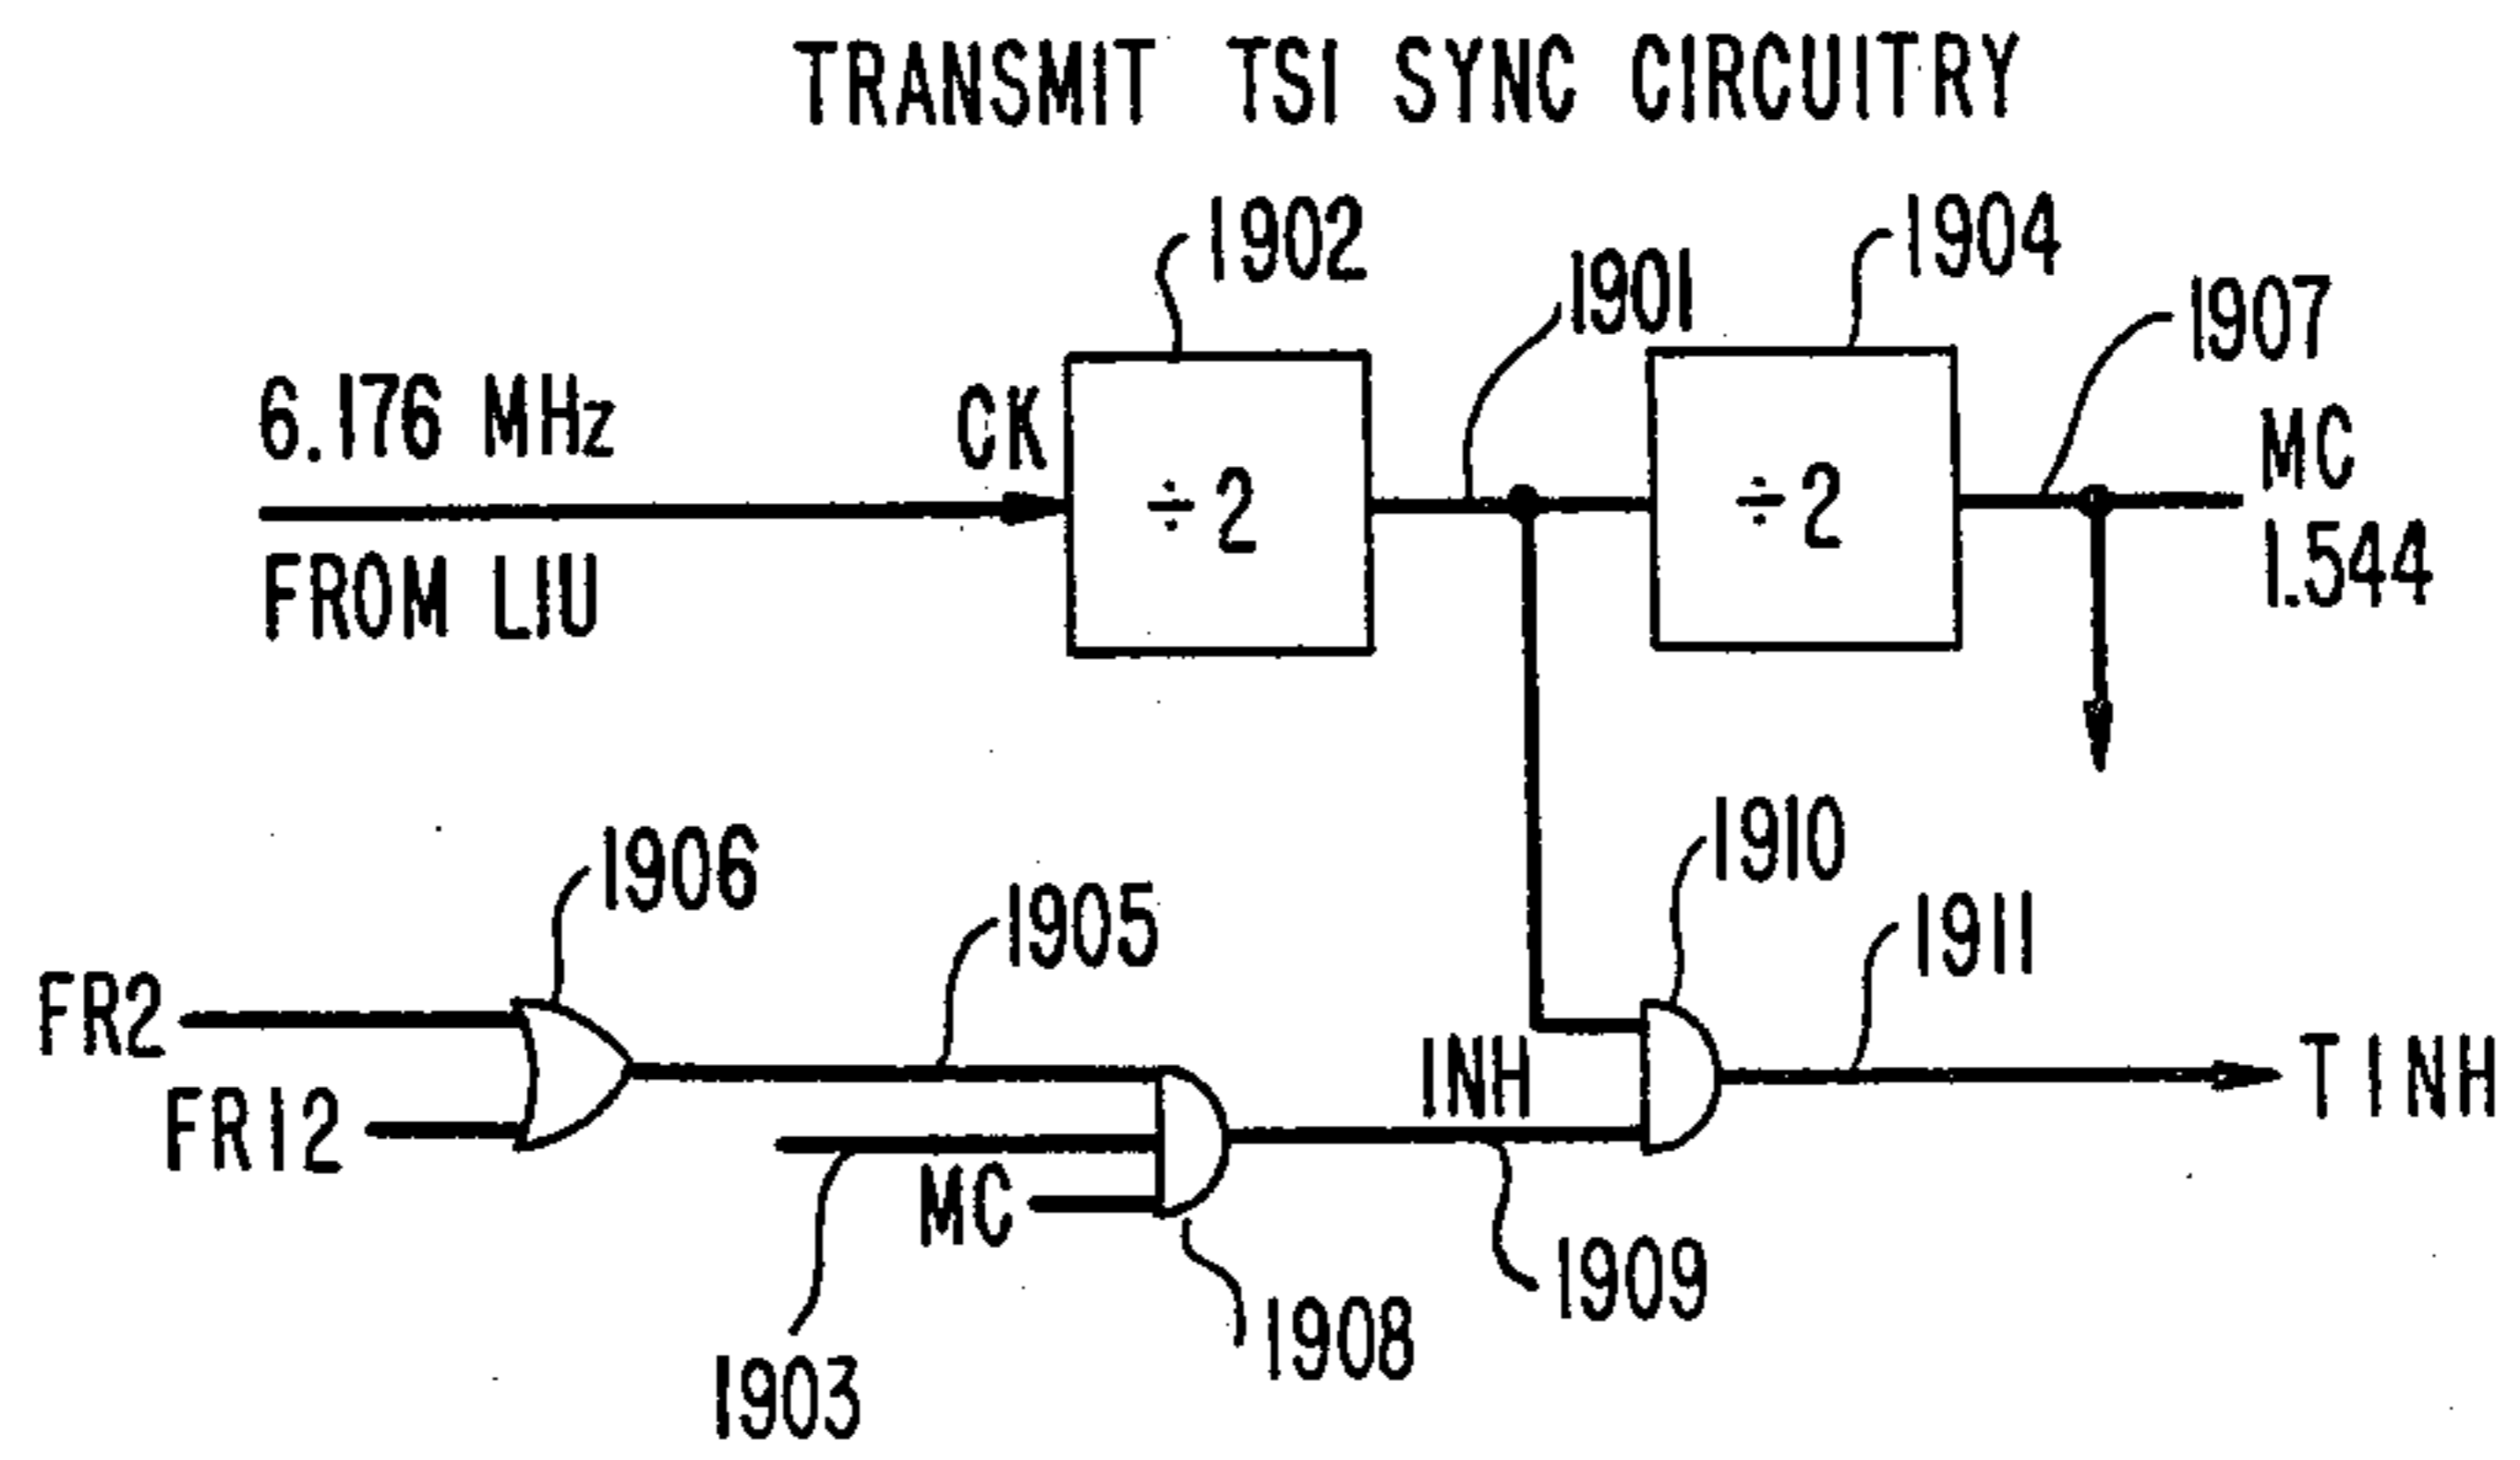 TRANSMIT TSI SYNC CIRCUITRY
1902
1904
1901
1907
6.176 MHz
CK
MC
÷2
÷2
FROM LIU
1.544
1906
1910
1905
1911
FR2
INH
TINH
FR12
MC
1909
1908
1903